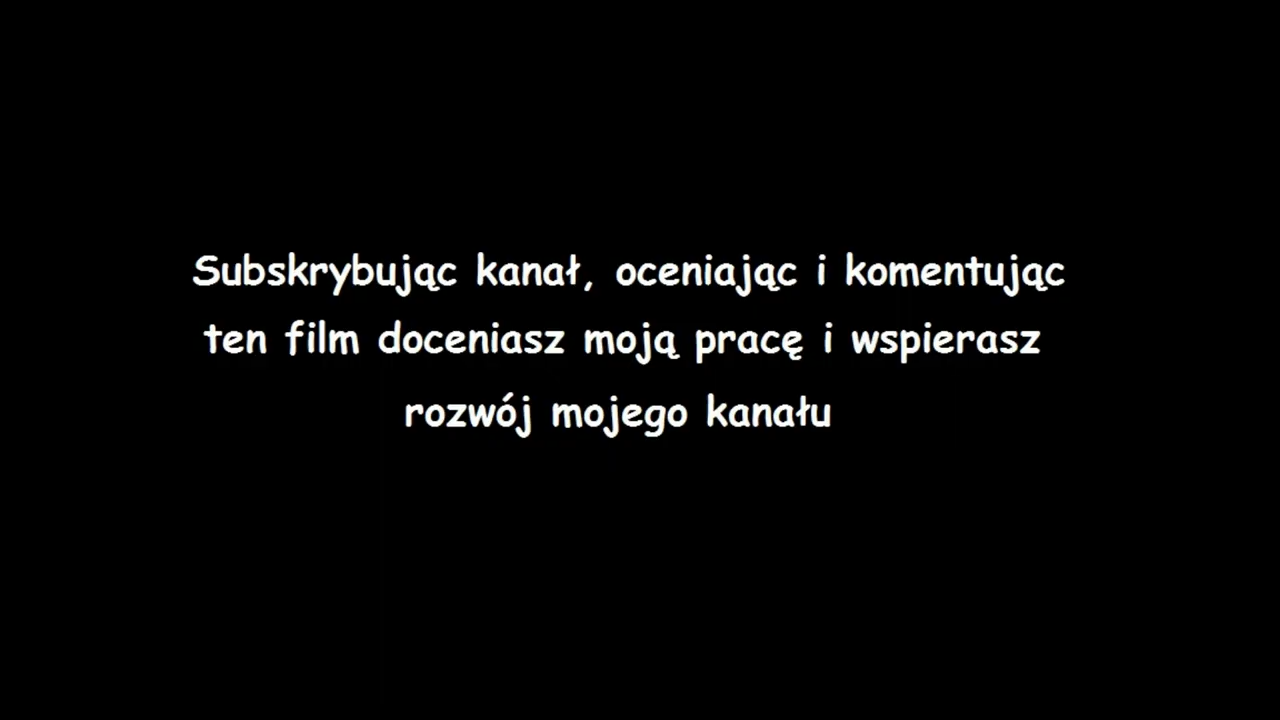 Subskrybując kanał, oceniając i komentując
ten film doceniasz moją pracę i wspierasz
rozwój mojego kanału